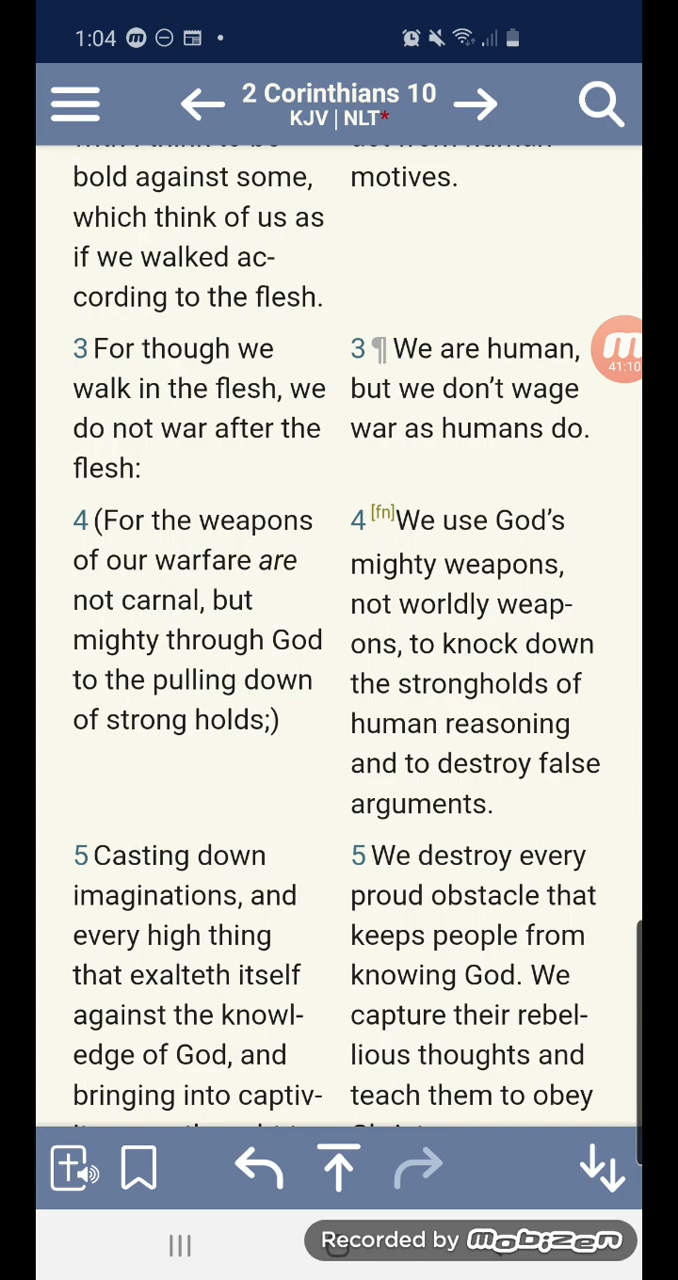 1:04
2 Corinthians 10
KJV | NLT*
bold against some,
which think of us as
if we walked ac-
cording to the flesh.
3 For though we
walk in the flesh, we
do not war after the
flesh:
4 (For the weapons
of our warfare are
not carnal, but
mighty through God
to the pulling down
of strong holds;)
5 Casting down
imaginations, and
every high thing
that exalteth itself
against the knowl-
edge of God, and
bringing into captiv-
motives.
3 ¶ We are human,
but we don't wage
war as humans do.
4 [fn]We use God's
mighty weapons,
not worldly weap-
ons, to knock down
the strongholds of
human reasoning
and to destroy false
arguments.
5 We destroy every
proud obstacle that
keeps people from
knowing God. We
capture their rebel-
lious thoughts and
teach them to obey
m
41:10
Recorded by mobizen